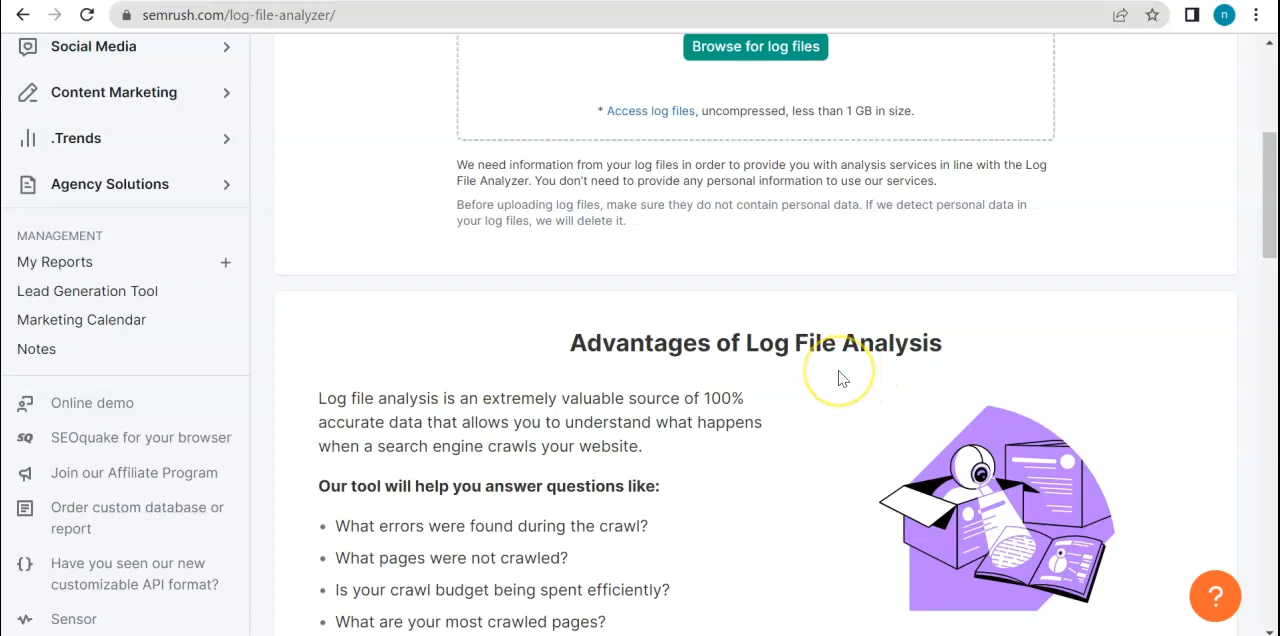 semrush.com/log-file-analyzer/
n
Social Media
Content Marketing
.Trends
Agency Solutions
MANAGEMENT
My Reports
Lead Generation Tool
Marketing Calendar
Notes
Online demo
SEOquake for your browser
Join our Affiliate Program
Order custom database or
report
Have you seen our new
customizable API format?
Sensor
Browse for log files
* Access log files, uncompressed, less than 1 GB in size.
We need information from your log files in order to provide you with analysis services in line with the Log
File Analyzer. You don't need to provide any personal information to use our services.
Before uploading log files, make sure they do not contain personal data. If we detect personal data in
your log files, we will delete it.
Advantages of Log File Analysis
Log file analysis is an extremely valuable source of 100%
accurate data that allows you to understand what happens
when a search engine crawls your website.
Our tool will help you answer questions like:
• What errors were found during the crawl?
• What pages were not crawled?
• Is your crawl budget being spent efficiently?
• What are your most crawled pages?
?